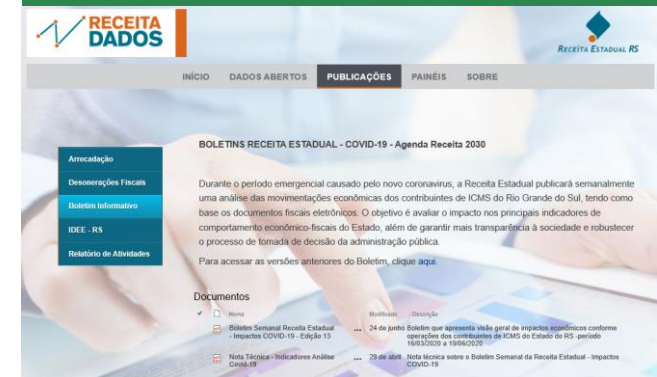 RECEITA
DADOS
RECEITA ESTADUAL RS
INÍCIO DADOS ABERTOS PUBLICAÇÕES PAINÉIS SOBRE
BOLETINS RECEITA ESTADUAL - COVID-19 - Agenda Receita 2030
Arrecadação
Desonerações Fiscais
Boletim Informativo
IDEE - RS
Relatório de Atividades
Durante o período emergencial causado pelo novo coronavirus, a Receita Estadual publicará semanalmente
uma análise das movimentações econômicas dos contribuintes de ICMS do Rio Grande do Sul, tendo como
base os documentos fiscais eletrônicos. O objetivo é avaliar o impacto nos principais indicadores de
comportamento econômico-fiscais do Estado, além de garantir mais transparência à sociedade e robustecer
o processo de tomada de decisão da administração pública.
Para acessar as versões anteriores do Boletim, clique aqui.
Documentos
Nome Modificado Descrição
Boletim Semanal Receita Estadual ... 24 de junho Boletim que apresenta visão geral de impactos econômicos conforme
- Impactos COVID-19 - Edição 13 operações dos contribuintes de ICMS do Estado do RS -período
16/03/2020 a 19/06/2020
Nota Técnica - Indicadores Análise ... 29 de abril Nota técnica sobre o Boletim Semanal da Receita Estadual - Impactos
Covid-19 COVID-19